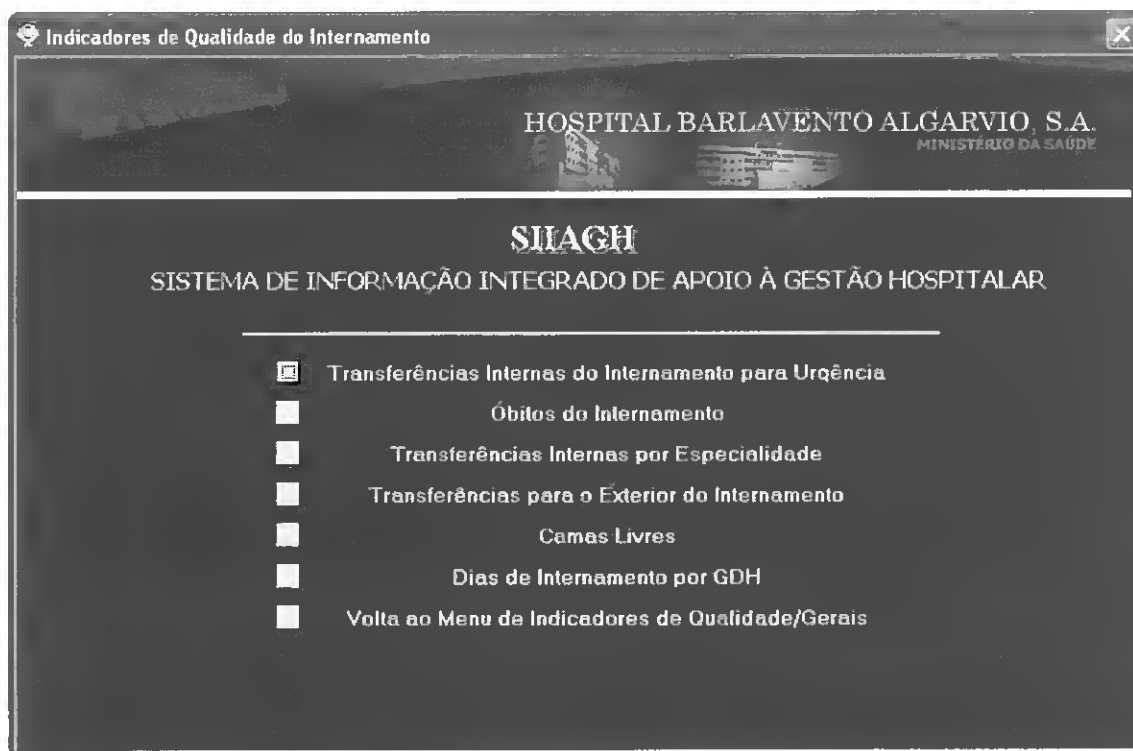 Indicadores de Qualidade do Internamento
HOSPITAL BARLAVENTO ALGARVIO, S.A.
MINISTÉRIO DA SAÚDE
SIIAGH
SISTEMA DE INFORMAÇÃO INTEGRADO DE APOIO À GESTÃO HOSPITALAR
Transferências Internas do Internamento para Urgência
Óbitos do Internamento
Transferências Internas por Especialidade
Transferências para o Exterior do Internamento
Camas Livres
Dias de Internamento por GDH
Volta ao Menu de Indicadores de Qualidade/Gerais